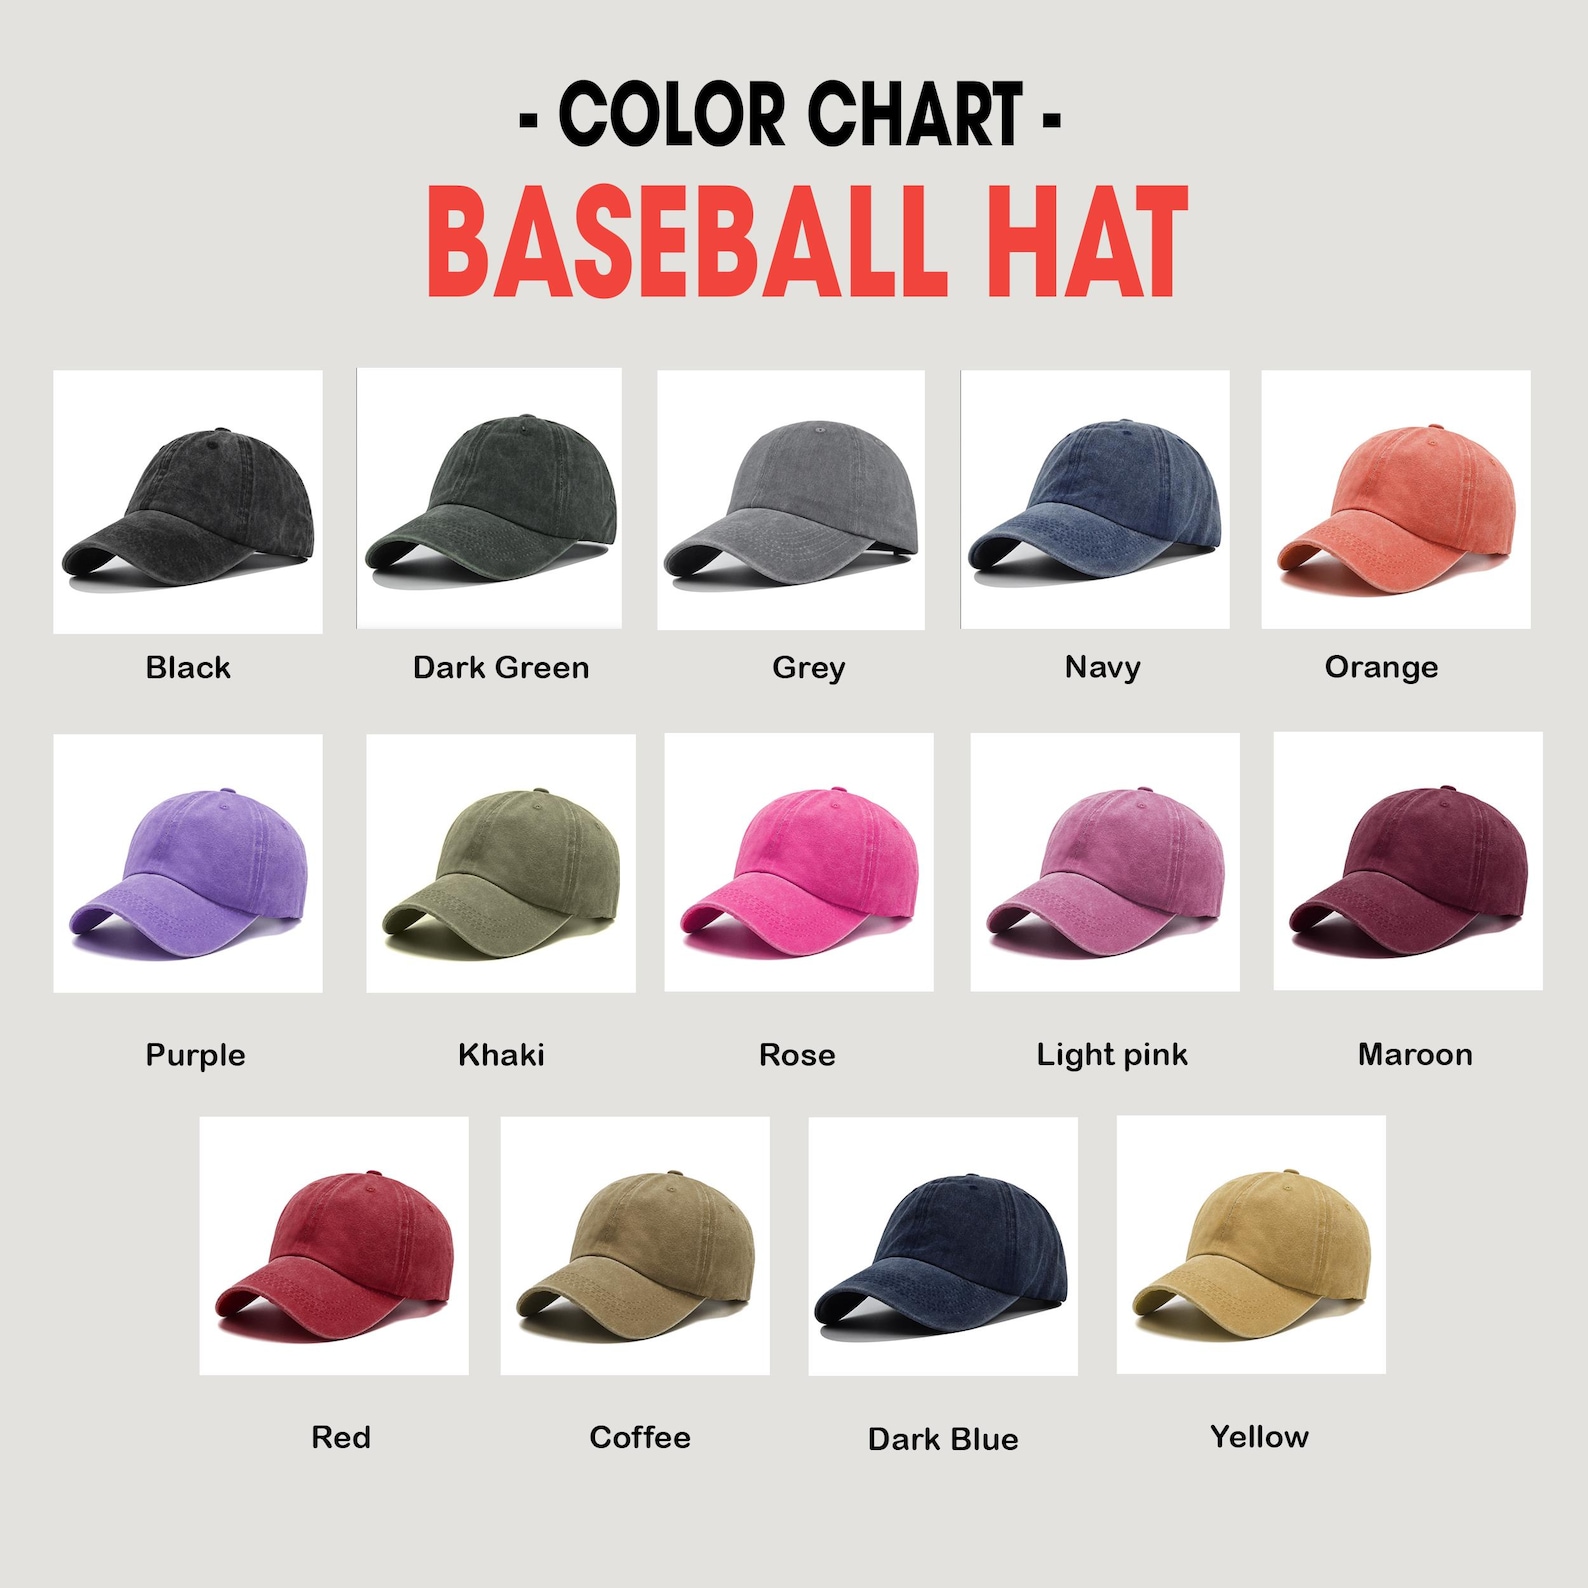 - COLOR CHART -
BASEBALL HAT
Black
Dark Green
Grey
Navy
Orange
Purple
Khaki
Rose
Light pink
Maroon
Red
Coffee
Dark Blue
Yellow